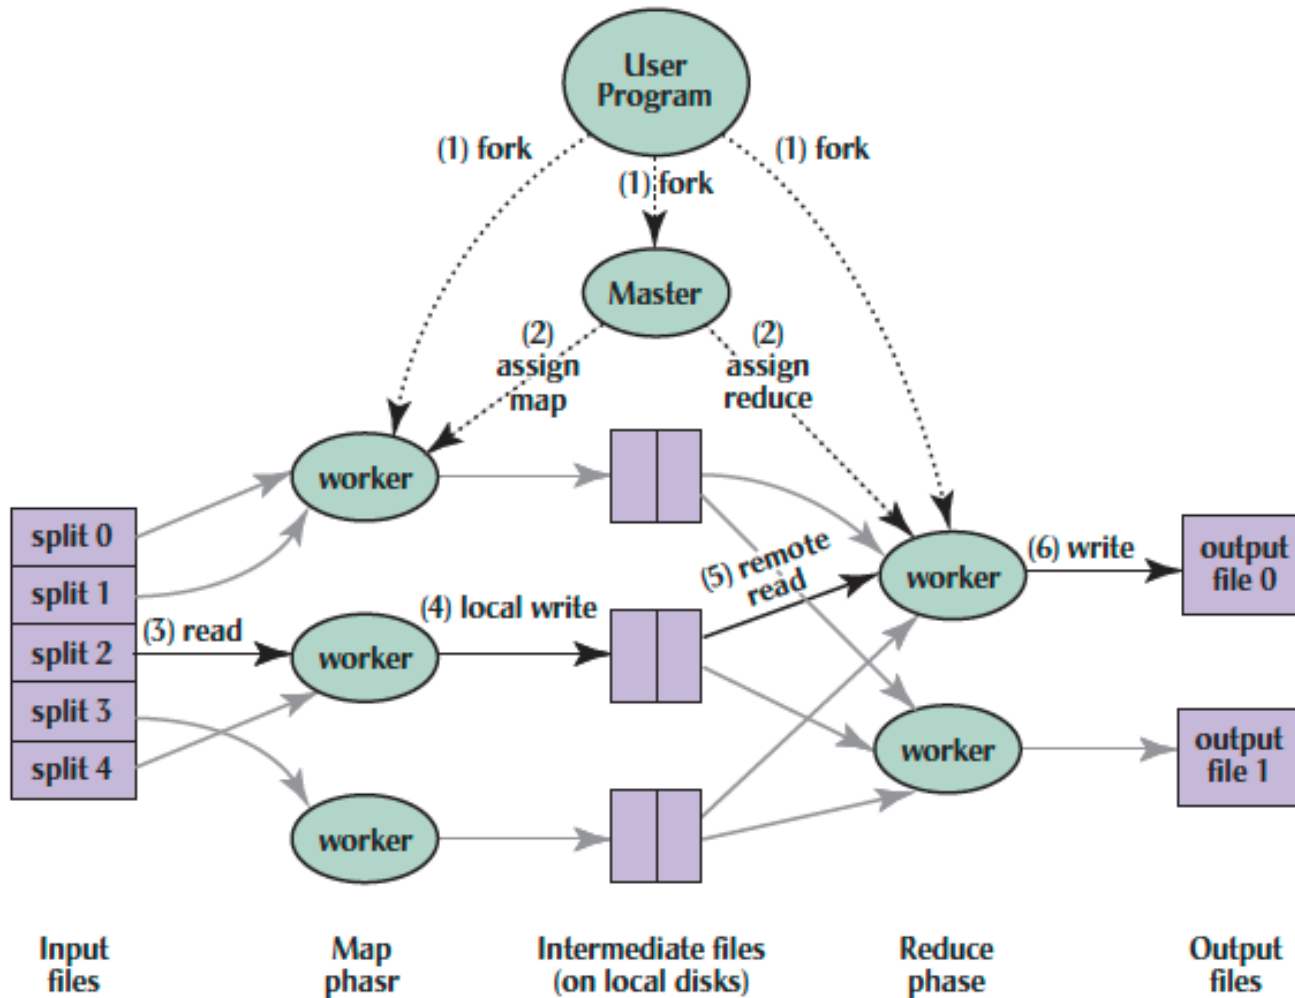 User
Program
(1) fork
(1) fork
(1) fork
Master
(2)
assign
map
(2)
assign
reduce
worker
split 0
split 1
split 2
split 3
split 4
(3) read
worker
(4) local write
worker
(5) remote
read
worker
(6) write
worker
output
file 0
output
file 1
Input
files
Map
phasr
Intermediate files
(on local disks)
Reduce
phase
Output
files